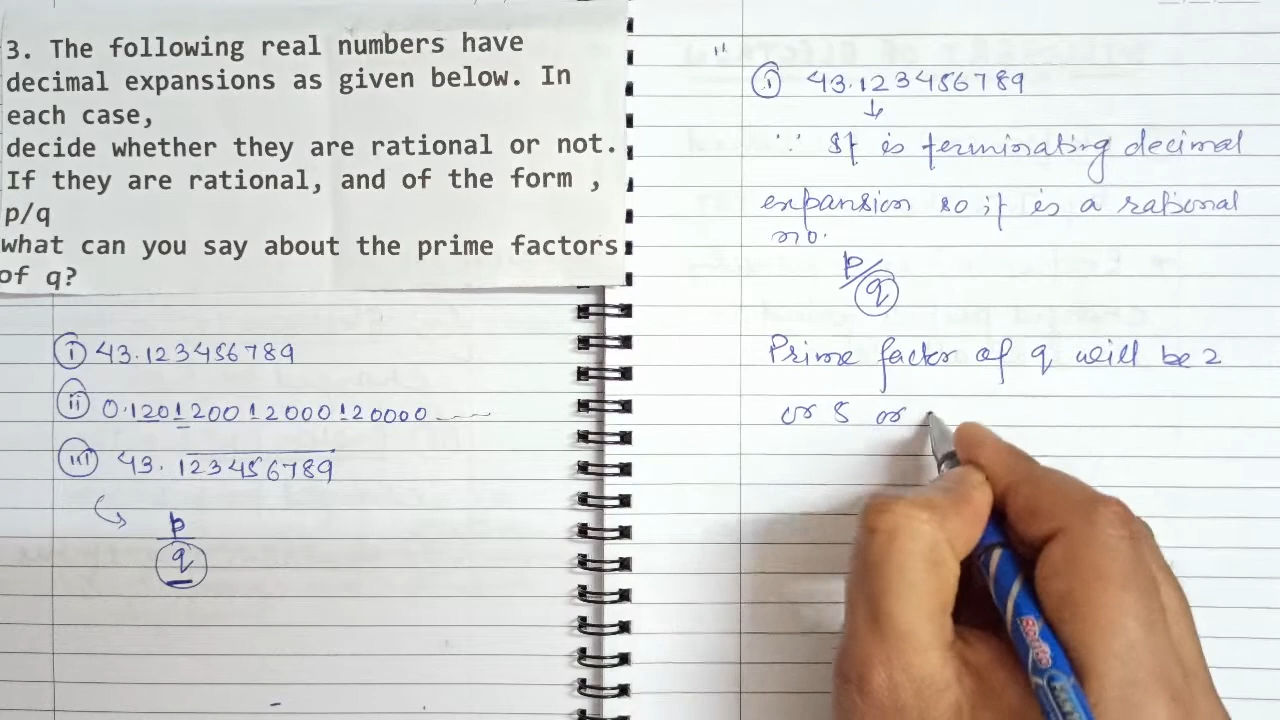 3. The following real numbers have
decimal expansions as given below. In
each case,
decide whether they are rational or not.
If they are rational, and of the form ,
p/q
what can you say about the prime factors
of q?
(i) 43.123456789
(ii) 0.120120012000120000.....
(iii) 43. 123456789
p
q
(i) 43.123456789
∵ It is terminating decimal
expansion so it is a rational
no.
p/q
Prime factor of q will be 2
or 5 or